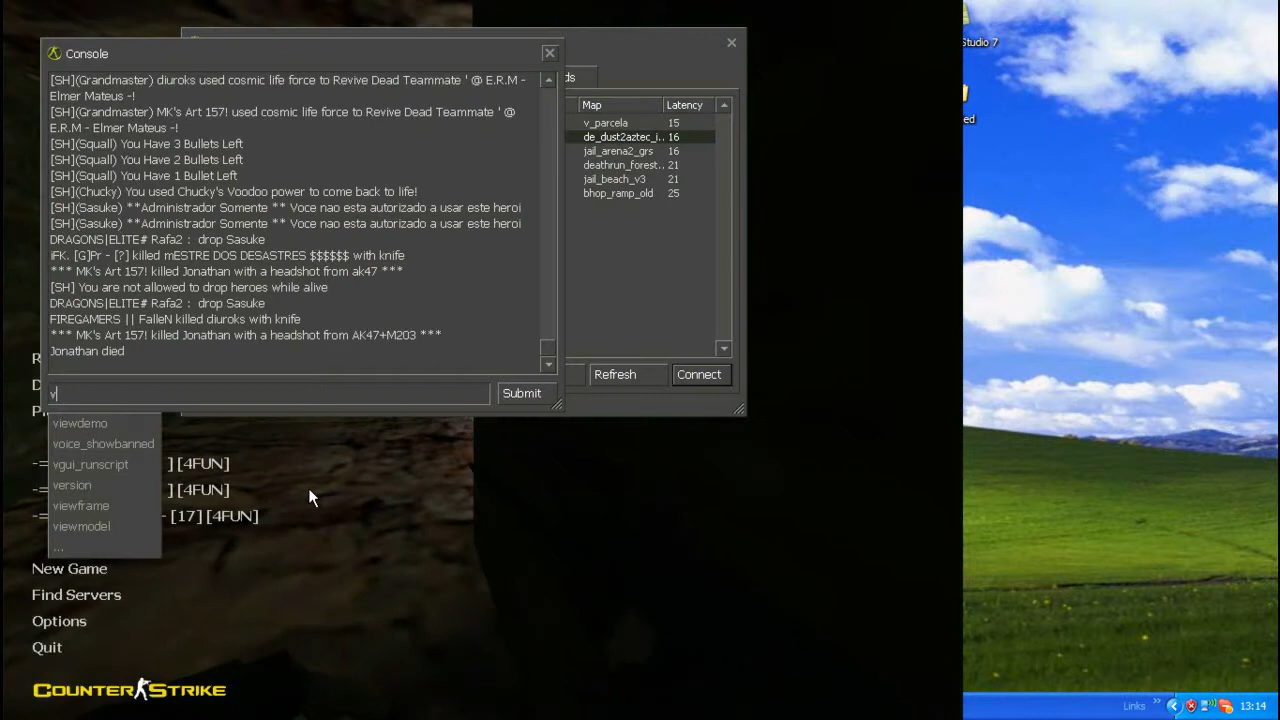 Console
[SH](Grandmaster) diuroks used cosmic life force to Revive Dead Teammate ' @ E.R.M -
Elmer Mateus -!
[SH](Grandmaster) MK's Art 157! used cosmic life force to Revive Dead Teammate ' @
E.R.M - Elmer Mateus -!
[SH](Squall) You Have 3 Bullets Left
[SH](Squall) You Have 2 Bullets Left
[SH](Squall) You Have 1 Bullet Left
[SH](Chucky) You used Chucky's Voodoo power to come back to life!
[SH](Sasuke) **Administrador Somente ** Voce nao esta autorizado a usar este heroi
[SH](Sasuke) **Administrador Somente ** Voce nao esta autorizado a usar este heroi
DRAGONS|ELITE# Rafa2 :  drop Sasuke
iFK. [G]Pr - [?] killed mESTRE DOS DESASTRES $$$$$$ with knife
*** MK's Art 157! killed Jonathan with a headshot from ak47 ***
[SH] You are not allowed to drop heroes while alive
DRAGONS|ELITE# Rafa2 :  drop Sasuke
FIREGAMERS || FalleN killed diuroks with knife
*** MK's Art 157! killed Jonathan with a headshot from AK47+M203 ***
Jonathan died
v
Submit
viewdemo
voice_showbanned
vgui_runscript
version
viewframe
viewmodel
...
ds
Map Latency
v_parcela 15
de_dust2aztec_i.. 16
jail_arena2_grs 16
deathrun_forest.. 21
jail_beach_v3 21
bhop_ramp_old 25
Refresh
Connect
R
D
Pl
-= ] [4FUN]
-= ] [4FUN]
-= - [17] [4FUN]
New Game
Find Servers
Options
Quit
COUNTER STRIKE
Studio 7
ed
Links
13:14